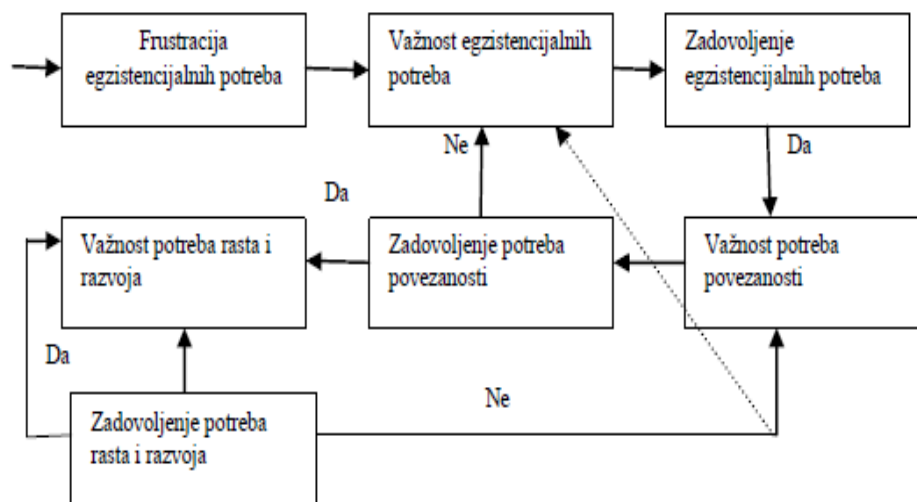 Frustracija
egzistencijalnih potreba
Važnost egzistencijalnih
potreba
Zadovoljenje
egzistencijalnih potreba
Ne
Da
Da
Važnost potreba rasta i
razvoja
Zadovoljenje potreba
povezanosti
Važnost potreba
povezanosti
Da
Ne
Zadovoljenje potreba
rasta i razvoja